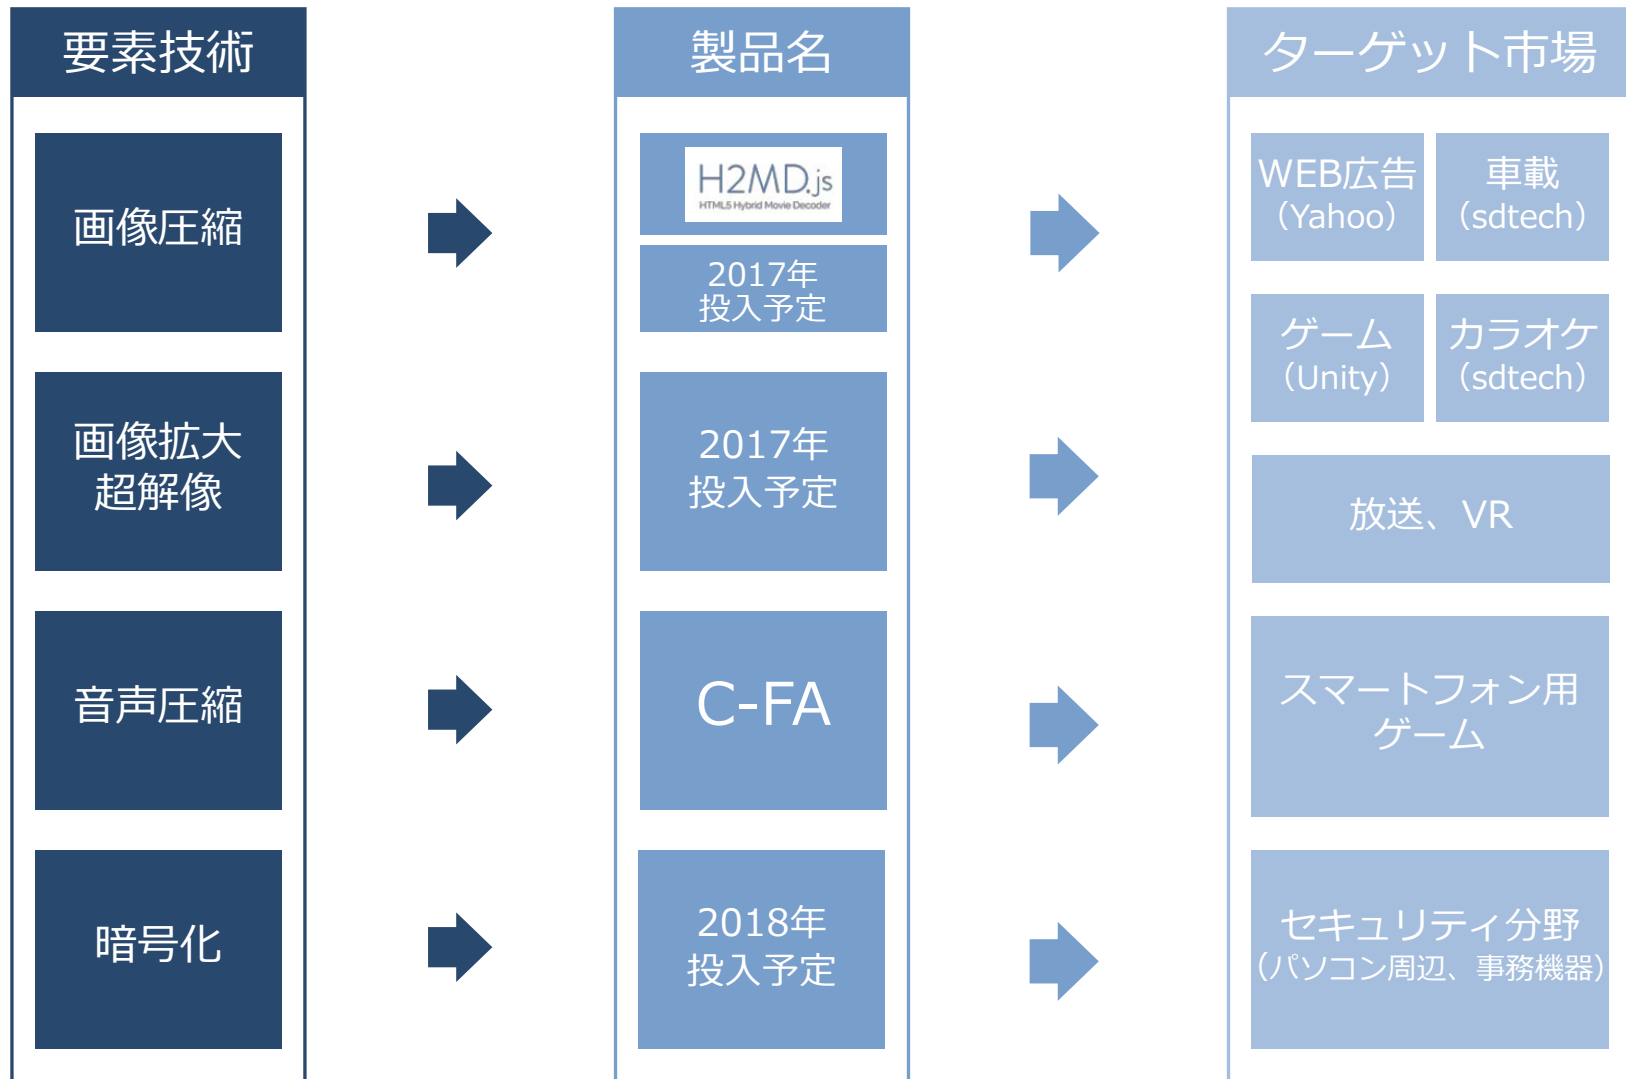 要素技術
製品名
ターゲット市場
画像圧縮
H2MD.js
HTML5 Hybrid Movie Decoder
2017年
投入予定
WEB広告
（Yahoo）
車載
（sdtech）
ゲーム
（Unity）
カラオケ
（sdtech）
画像拡大
超解像
2017年
投入予定
放送、VR
音声圧縮
C-FA
スマートフォン用
ゲーム
暗号化
2018年
投入予定
セキュリティ分野
（パソコン周辺、事務機器）